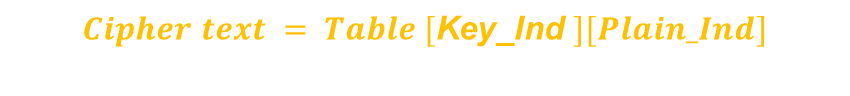 Cipher text = Table [Key_Ind ][Plain_Ind]